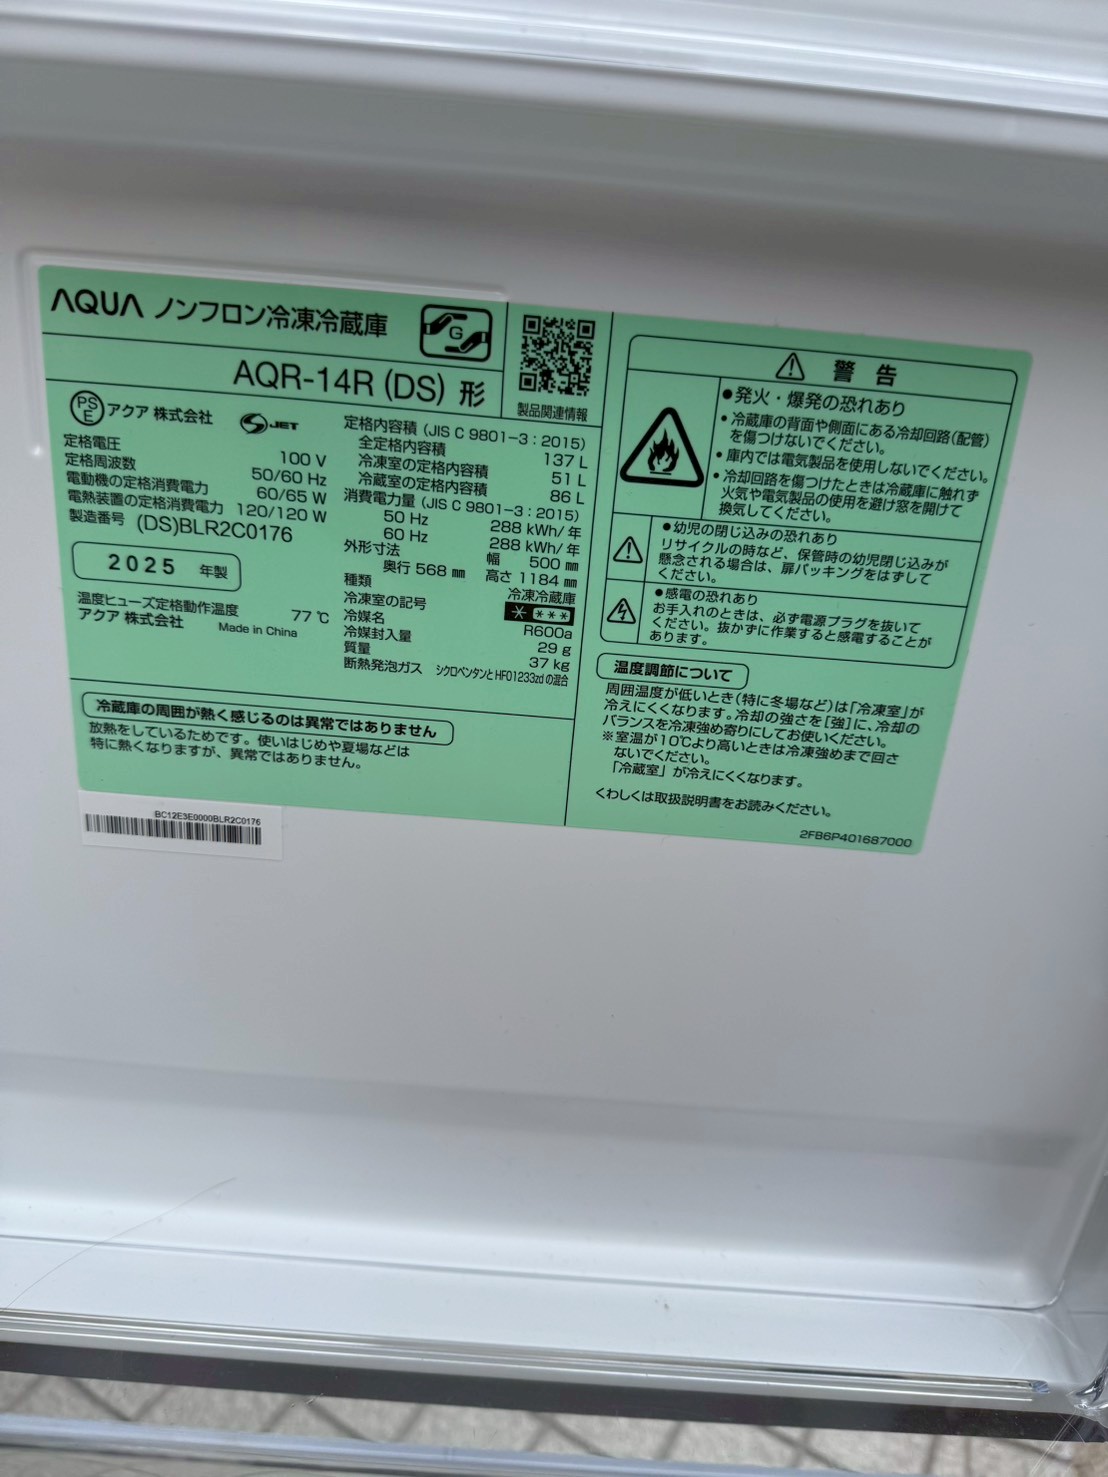 AQUA ノンフロン冷凍冷蔵庫
G
AQR-14R (DS) 形
製品関連情報
PS
E
アクア 株式会社
JET
定格電圧 100 V
定格周波数 50/60 Hz
電動機の定格消費電力 60/65 W
電熱装置の定格消費電力 120/120 W
製造番号 (DS)BLR2C0176
2025 年製
温度ヒューズ定格動作温度 77 ℃
アクア 株式会社 Made in China
定格内容積 (JIS C 9801-3 : 2015)
全定格内容積 137 L
冷凍室の定格内容積 51 L
冷蔵室の定格内容積 86 L
消費電力量 (JIS C 9801-3 : 2015)
50 Hz 288 kWh/年
60 Hz 288 kWh/年
外形寸法 幅 500 ㎜
奥行 568 ㎜ 高さ 1184 ㎜
種類 冷凍冷蔵庫
冷凍室の記号 * ***
冷媒名 R600a
冷媒封入量 29 g
質量 37 kg
断熱発泡ガス シクロペンタンとHFO1233zdの混合
冷蔵庫の周囲が熱く感じるのは異常ではありません
放熱をしているためです。使いはじめや夏場などは
特に熱くなりますが、異常ではありません。
BC12E3E0000BLR2C0176
警 告
●発火・爆発の恐れあり
・冷蔵庫の背面や側面にある冷却回路(配管)
を傷つけないでください。
・庫内では電気製品を使用しないでください。
・冷却回路を傷つけたときは冷蔵庫に触れず
火気や電気製品の使用を避け窓を開けて
換気してください。
●幼児の閉じ込みの恐れあり
リサイクルの時など、保管時の幼児閉じ込みが
懸念される場合は、扉パッキングをはずして
ください。
●感電の恐れあり
お手入れのときは、必ず電源プラグを抜いて
ください。抜かずに作業すると感電することが
あります。
温度調節について
周囲温度が低いとき(特に冬場など)は「冷凍室」が
冷えにくくなります。冷却の強さを[強]に、冷却の
バランスを冷凍強め寄りにしてお使いください。
※室温が10℃より高いときは冷凍強めまで回さ
ないでください。
「冷蔵室」が冷えにくくなります。
くわしくは取扱説明書をお読みください。
2FB6P401687000